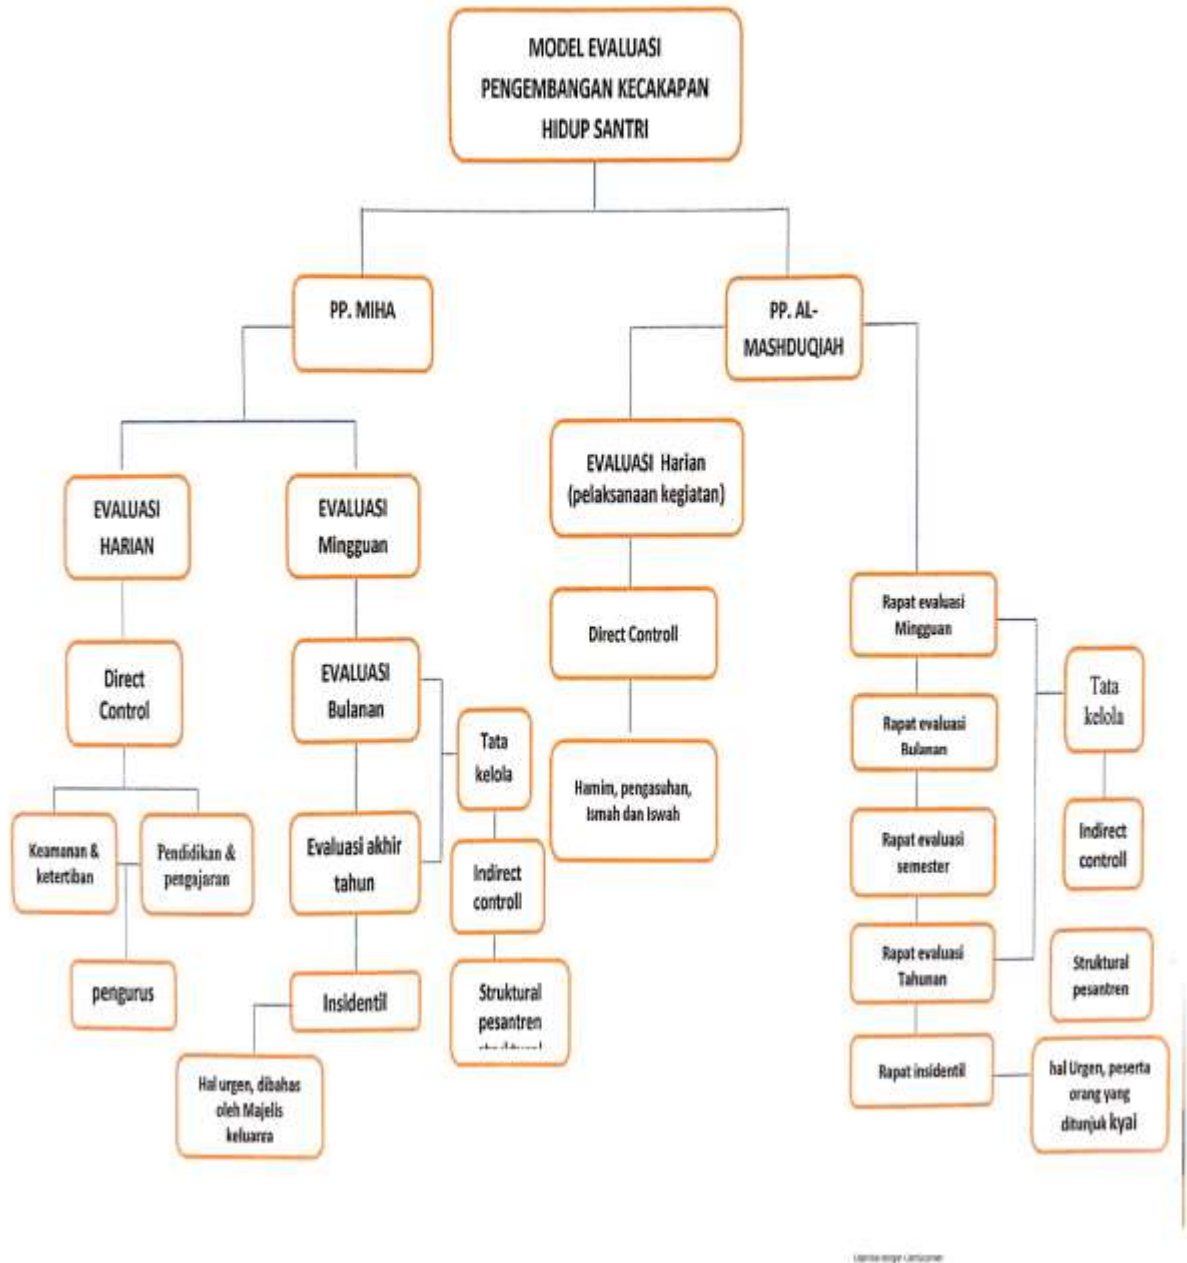 MODEL EVALUASI
PENGEMBANGAN KECAKAPAN
HIDUP SANTRI
PP. MIHA
PP. AL-
MASHDUQIAH
EVALUASI
HARIAN
EVALUASI
Mingguan
EVALUASI Harian
(pelaksanaan kegiatan)
Direct
Control
EVALUASI
Bulanan
Direct Controll
Rapat evaluasi
Mingguan
Tata
kelola
Rapat evaluasi
Bulanan
Tata
kelola
Hamim, pengasuhan,
Ismah dan Iswah
Keamanan &
ketertiban
Pendidikan &
pengajaran
Evaluasi akhir
tahun
Indirect
controll
Rapat evaluasi
semester
Indirect
controll
pengurus
Insidentil
Struktural
pesantren
struktural
Rapat evaluasi
Tahunan
Struktural
pesantren
Hal urgen, dibahas
oleh Majelis
keluarga
Rapat insidentil
hal Urgen, peserta
orang yang
ditunjuk kyai